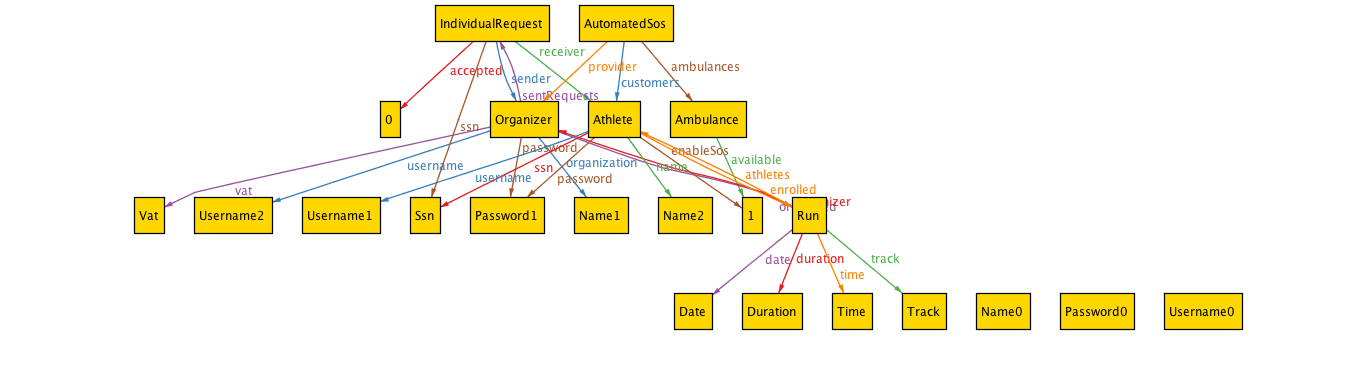 IndividualRequest
AutomatedSos
receiver
provider
ambulances
accepted
sender
customers
sentRequests
0
Organizer
Athlete
Ambulance
ssn
password
enableSos
available
username
organization
name
athletes
ssn
username
password
enrolled
vat
Vat
Username2
Username1
Ssn
Password1
Name1
Name2
1
Run
date
duration
track
time
Date
Duration
Time
Track
Name0
Password0
Username0